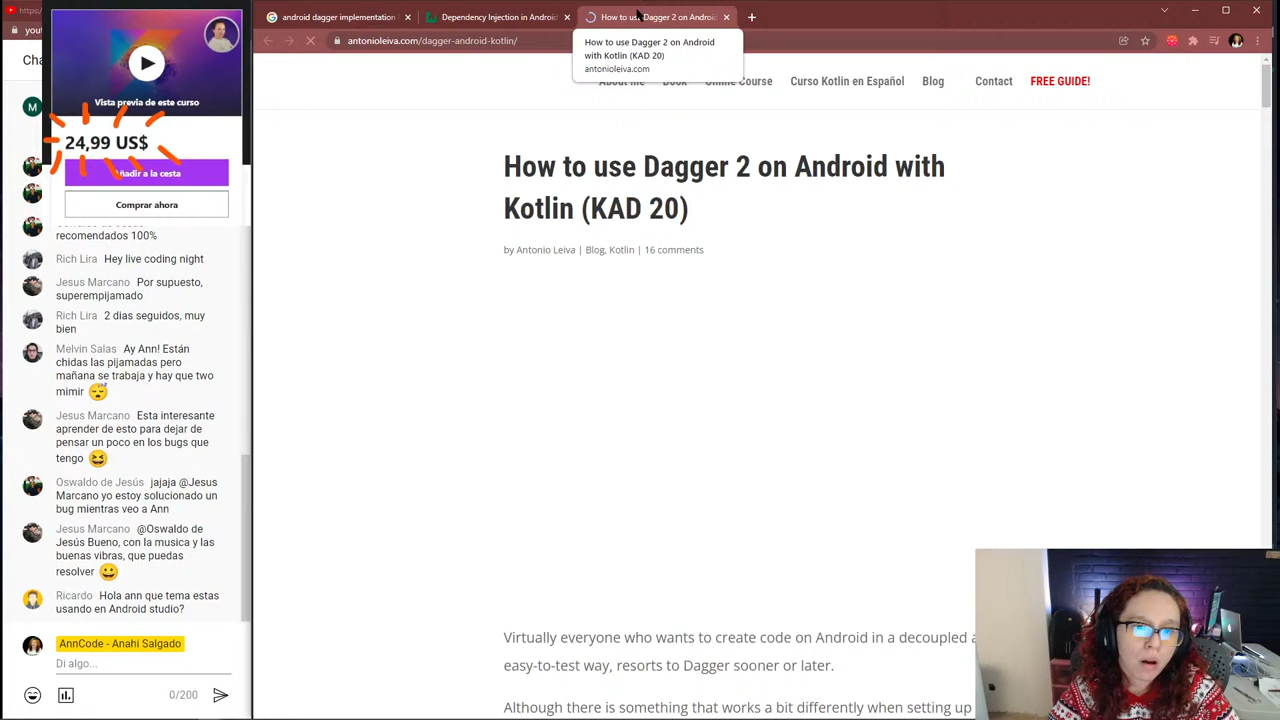 https:/
android dagger implementation
Dependency Injection in Android
How to use Dagger 2 on Android
antonioleiva.com/dagger-android-kotlin/
How to use Dagger 2 on Android
with Kotlin (KAD 20)
antonioleiva.com
About me
Book
Online Course
Curso Kotlin en Español
Blog
Contact
FREE GUIDE!
Vista previa de este curso
24,99 US$
Añadir a la cesta
Comprar ahora
recomendados 100%
Rich Lira Hey live coding night
Jesus Marcano Por supuesto,
superempijamado
Rich Lira 2 dias seguidos, muy
bien
Melvin Salas Ay Ann! Están
chidas las pijamadas pero
mañana se trabaja y hay que two
mimir
Jesus Marcano Esta interesante
aprender de esto para dejar de
pensar un poco en los bugs que
tengo
Oswaldo de Jesús jajaja @Jesus
Marcano yo estoy solucionado un
bug mientras veo a Ann
Jesus Marcano @Oswaldo de
Jesús Bueno, con la musica y las
buenas vibras, que puedas
resolver
Ricardo Hola ann que tema estas
usando en Android studio?
AnnCode - Anahi Salgado
Di algo...
0/200
M
How to use Dagger 2 on Android with
Kotlin (KAD 20)
by Antonio Leiva | Blog, Kotlin | 16 comments
Virtually everyone who wants to create code on Android in a decoupled a
easy-to-test way, resorts to Dagger sooner or later.
Although there is something that works a bit differently when setting up